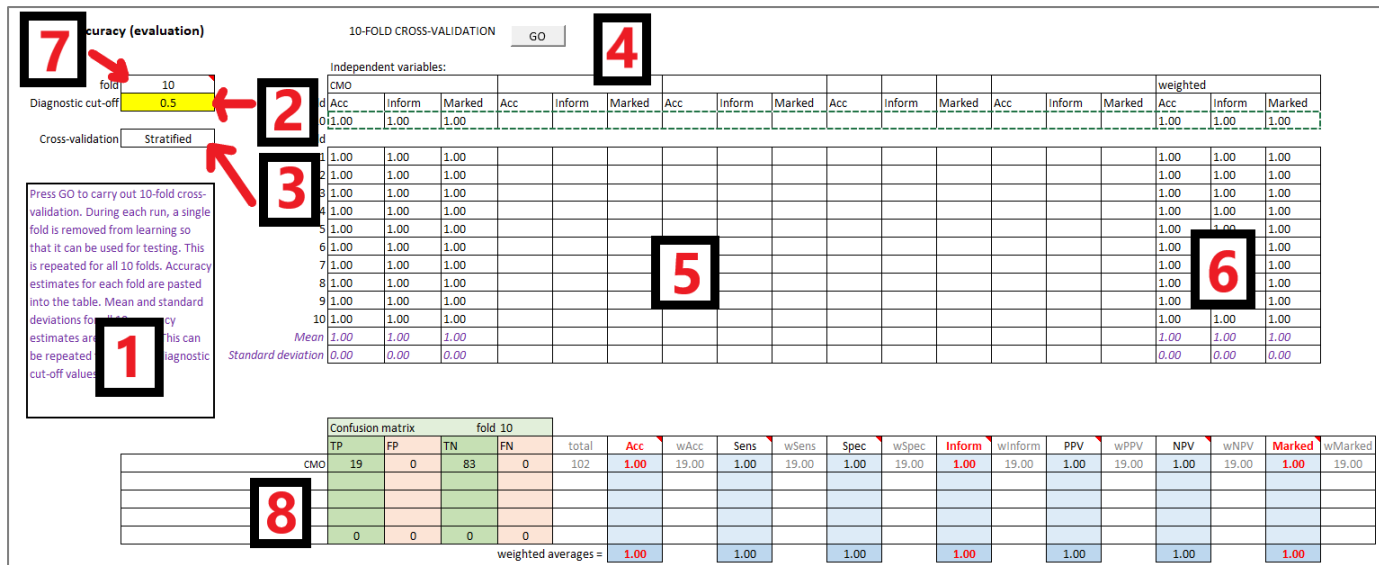 curacy (evaluation) 10-FOLD CROSS-VALIDATION GO 4
7
Independent variables:
fold 10 CMO weighted
Diagnostic cut-off 0.5 2 d Acc Inform Marked Acc Inform Marked Acc Inform Marked Acc Inform Marked Acc Inform Marked Acc Inform Marked
0 1.00 1.00 1.00 1.00 1.00 1.00
Cross-validation Stratified d
3
1 1.00 1.00 1.00 1.00 1.00 1.00
2 1.00 1.00 1.00 1.00 1.00 1.00
3 1.00 1.00 1.00 1.00 1.00 1.00
4 1.00 1.00 1.00 1.00 1.00 1.00
5 1.00 1.00 1.00 1.00 1.00 1.00
6 1.00 1.00 1.00 1.00 1.00
7 1.00 1.00 1.00 5 1.00 6 1.00
8 1.00 1.00 1.00 1.00 1.00
9 1.00 1.00 1.00 1.00 1.00
10 1.00 1.00 1.00 1.00 1.00 1.00
Mean 1.00 1.00 1.00 1.00 1.00 1.00
Standard deviation 0.00 0.00 0.00 0.00 0.00 0.00
Press GO to carry out 10-fold cross-
validation. During each run, a single
fold is removed from learning so
that it can be used for testing. This
is repeated for all 10 folds. Accuracy
estimates for each fold are pasted
into the table. Mean and standard
deviations for cy
estimates are This can
be repeated iagnostic
cut-off values
1
Confusion matrix fold 10
TP FP TN FN total Acc wAcc Sens wSens Spec wSpec Inform wInform PPV wPPV NPV wNPV Marked wMarked
CMO 19 0 83 0 102 1.00 19.00 1.00 19.00 1.00 19.00 1.00 19.00 1.00 19.00 1.00 19.00 1.00 19.00
8
0 0 0 0
weighted averages = 1.00 1.00 1.00 1.00 1.00 1.00 1.00